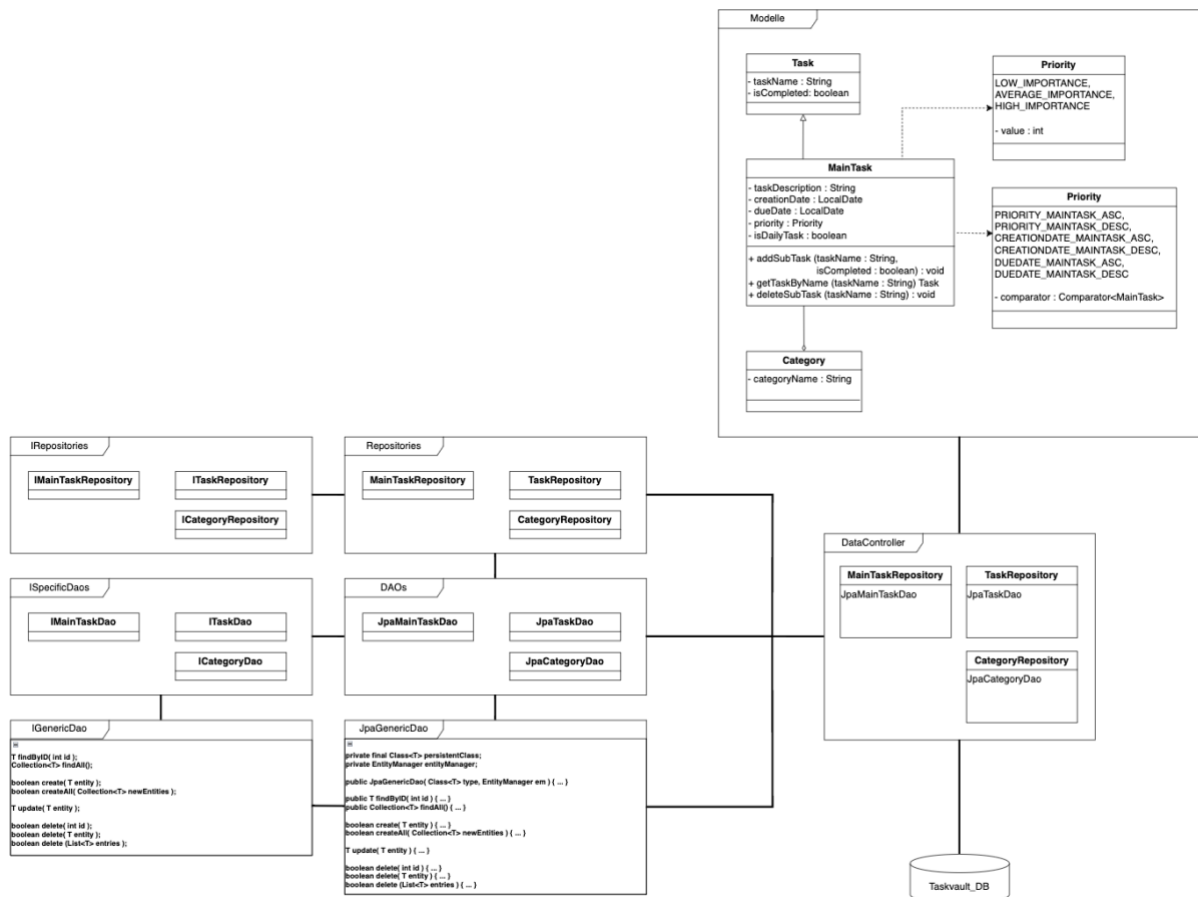 Modelle
Task
- taskName : String
- isCompleted: boolean
Priority
LOW_IMPORTANCE,
AVERAGE_IMPORTANCE,
HIGH_IMPORTANCE
- value : int
MainTask
- taskDescription : String
- creationDate : LocalDate
- dueDate : LocalDate
- priority : Priority
- isDailyTask : boolean
+ addSubTask (taskName : String,
isCompleted : boolean) : void
+ getTaskByName (taskName : String) Task
+ deleteSubTask (taskName : String) : void
Priority
PRIORITY_MAINTASK_ASC,
PRIORITY_MAINTASK_DESC,
CREATIONDATE_MAINTASK_ASC,
CREATIONDATE_MAINTASK_DESC,
DUEDATE_MAINTASK_ASC,
DUEDATE_MAINTASK_DESC
- comparator : Comparator<MainTask>
Category
- categoryName : String
IRepositories
IMainTaskRepository
ITaskRepository
ICategoryRepository
Repositories
MainTaskRepository
TaskRepository
CategoryRepository
ISpecificDaos
IMainTaskDao
ITaskDao
ICategoryDao
DAOs
JpaMainTaskDao
JpaTaskDao
JpaCategoryDao
DataController
MainTaskRepository
JpaMainTaskDao
TaskRepository
JpaTaskDao
CategoryRepository
JpaCategoryDao
IGenericDao
T findByID( int id );
Collection<T> findAll();
boolean create( T entity );
boolean createAll( Collection<T> newEntities );
T update( T entity );
boolean delete( int id );
boolean delete( T entity );
boolean delete (List<T> entries );
JpaGenericDao
private final Class<T> persistentClass;
private EntityManager entityManager;
public JpaGenericDao( Class<T> type, EntityManager em ) { ... }
public T findByID( int id ) { ... }
public Collection<T> findAll() { ... }
boolean create( T entity ) { ... }
boolean createAll( Collection<T> newEntities ) { ... }
T update( T entity ) { ... }
boolean delete( int id ) { ... }
boolean delete( T entity ) { ... }
boolean delete (List<T> entries ) { ... }
Taskvault_DB